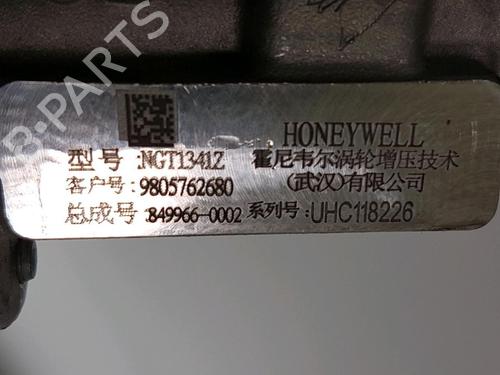 B-PARTS
HONEYWELL
型号 NGT1341Z 霍尼韦尔涡轮增压技术
客户号: 9805762680 (武汉)有限公司
总成号 849966-0002 系列号: UHC118226